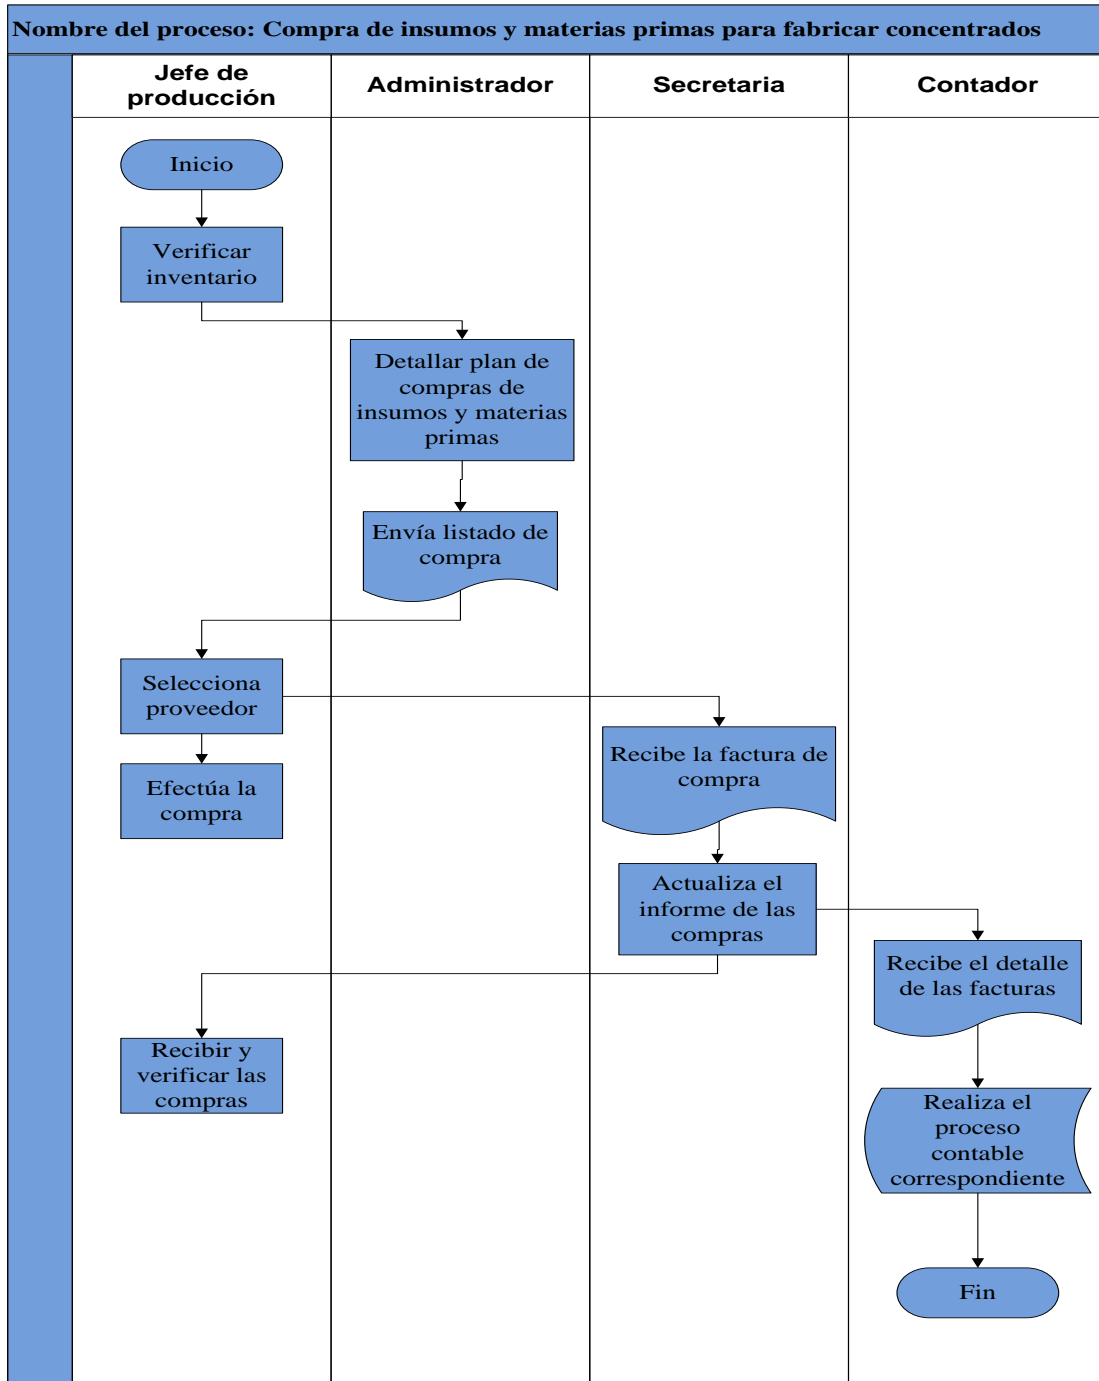 Nombre del proceso: Compra de insumos y materias primas para fabricar concentrados
Jefe de
producción
Administrador
Secretaria
Contador
Inicio
Verificar
inventario
Detallar plan de
compras de
insumos y materias
primas
Envía listado de
compra
Selecciona
proveedor
Efectúa la
compra
Recibe la factura de
compra
Actualiza el
informe de las
compras
Recibe el detalle
de las facturas
Recibir y
verificar las
compras
Realiza el
proceso
contable
correspondiente
Fin